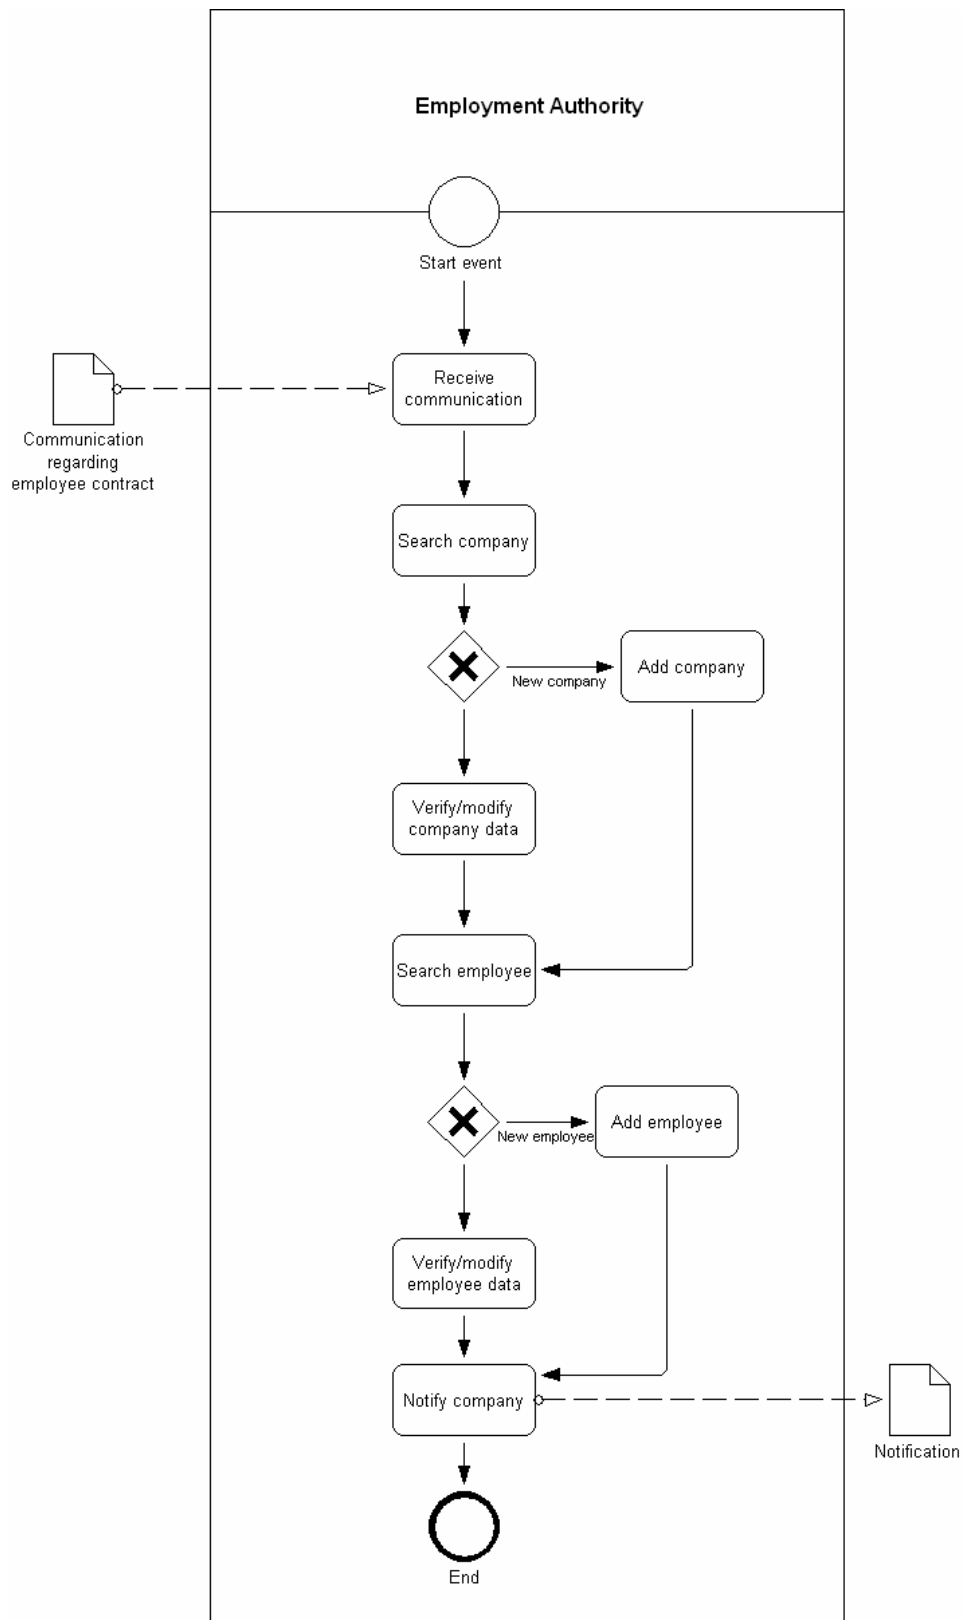 Employment Authority
Start event
Receive
communication
Communication
regarding
employee contract
Search company
New company
Add company
Verify/modify
company data
Search employee
New employee
Add employee
Verify/modify
employee data
Notify company
Notification
End